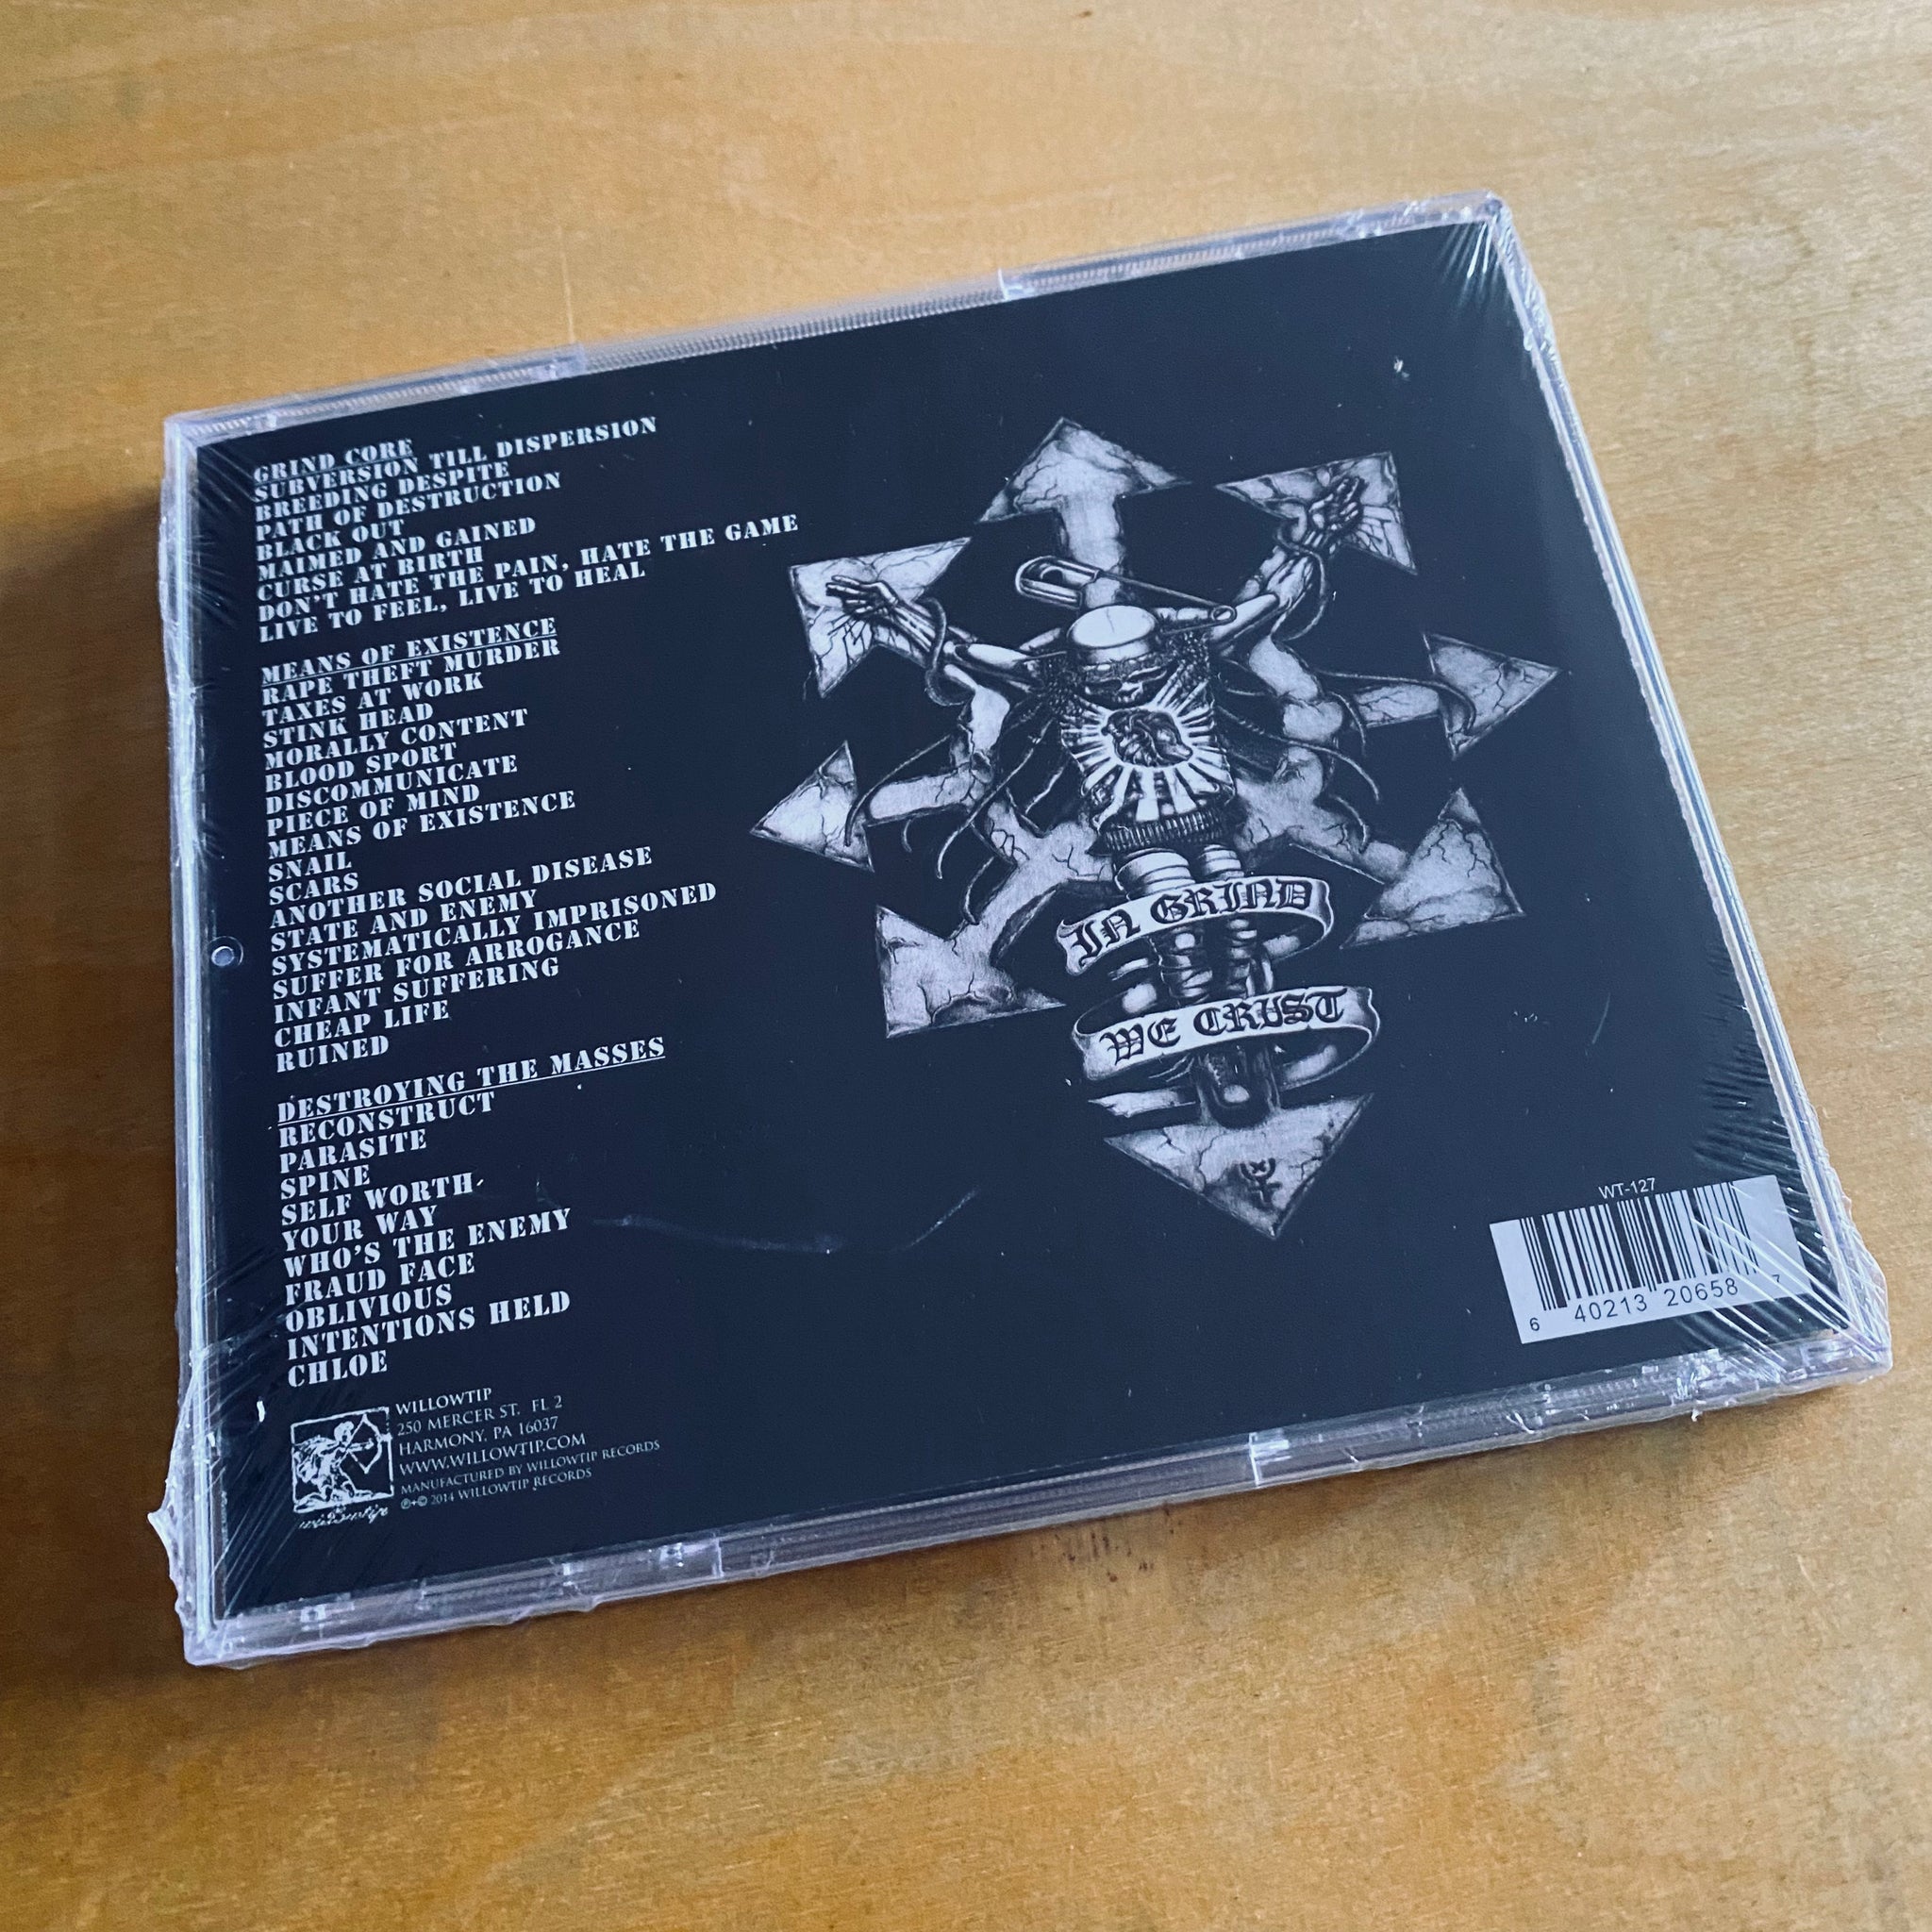 GRIND CORE
SUBVERSION TILL DISPERSION
BREEDING DESPITE
PATH OF DESTRUCTION
BLACK OUT
MAIMED AND GAINED
CURSE AT BIRTH
DON'T HATE THE PAIN, HATE THE GAME
LIVE TO FEEL, LIVE TO HEAL
MEANS OF EXISTENCE
RAPE THEFT MURDER
TAXES AT WORK
STINK HEAD
MORALLY CONTENT
BLOOD SPORT
DISCOMMUNICATE
PIECE OF MIND
MEANS OF EXISTENCE
SNAIL
SCARS
ANOTHER SOCIAL DISEASE
STATE AND ENEMY
SYSTEMATICALLY IMPRISONED
SUFFER FOR ARROGANCE
INFANT SUFFERING
CHEAP LIFE
RUINED
DESTROYING THE MASSES
RECONSTRUCT
PARASITE
SPINE
SELF WORTH
YOUR WAY
WHO'S THE ENEMY
FRAUD FACE
OBLIVIOUS
INTENTIONS HELD
CHLOE
willowtip
WILLOWTIP
250 MERCER ST. FL 2
HARMONY, PA 16037
WWW.WILLOWTIP.COM
MANUFACTURED BY WILLOWTIP RECORDS
℗+© 2014 WILLOWTIP RECORDS
IN GRIND
WE CRUST
WT-127
6 40213 20658 7